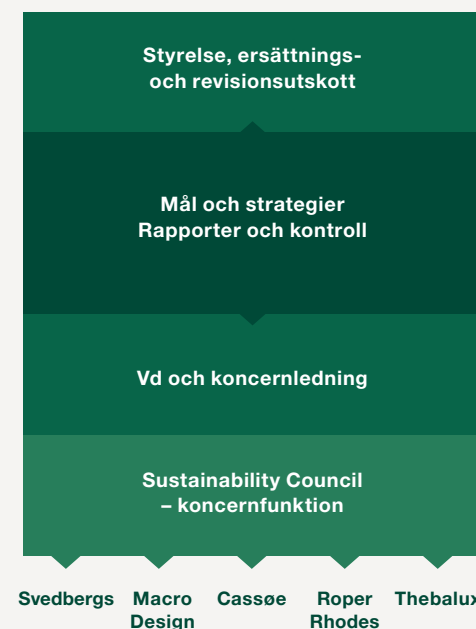 Styrelse, ersättnings-
och revisionsutskott
Mål och strategier
Rapporter och kontroll
Vd och koncernledning
Sustainability Council
– koncernfunktion
Svedbergs Macro Design Cassøe Roper Rhodes Thebalux